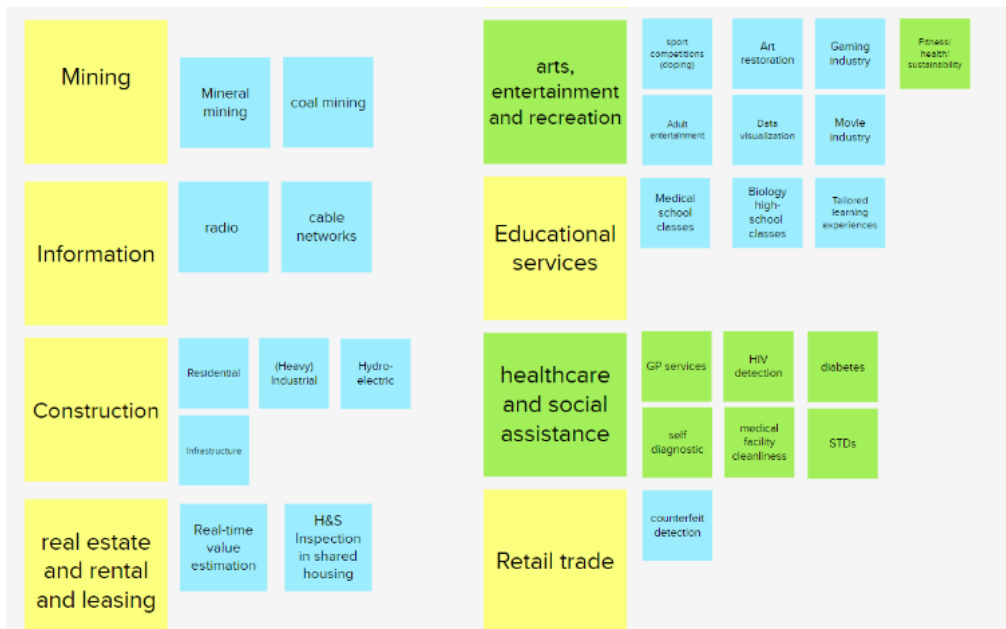 Mining
Mineral
mining
coal mining
Information
radio
cable
networks
Construction
Residential
(Heavy)
Industrial
Hydro-
electric
Infrastructure
real estate
and rental
and leasing
Real-time
value
estimation
H&S
Inspection
in shared
housing
arts,
entertainment
and recreation
sport
competitions
(doping)
Art
restoration
Gaming
industry
Fitness/
health/
sustainability
Adult
entertainment
Data
visualization
Movie
industry
Educational
services
Medical
school
classes
Biology
high-
school
classes
Tailored
learning
experiences
healthcare
and social
assistance
GP services
HIV
detection
diabetes
self
diagnostic
medical
facility
cleanliness
STDs
Retail trade
counterfeit
detection